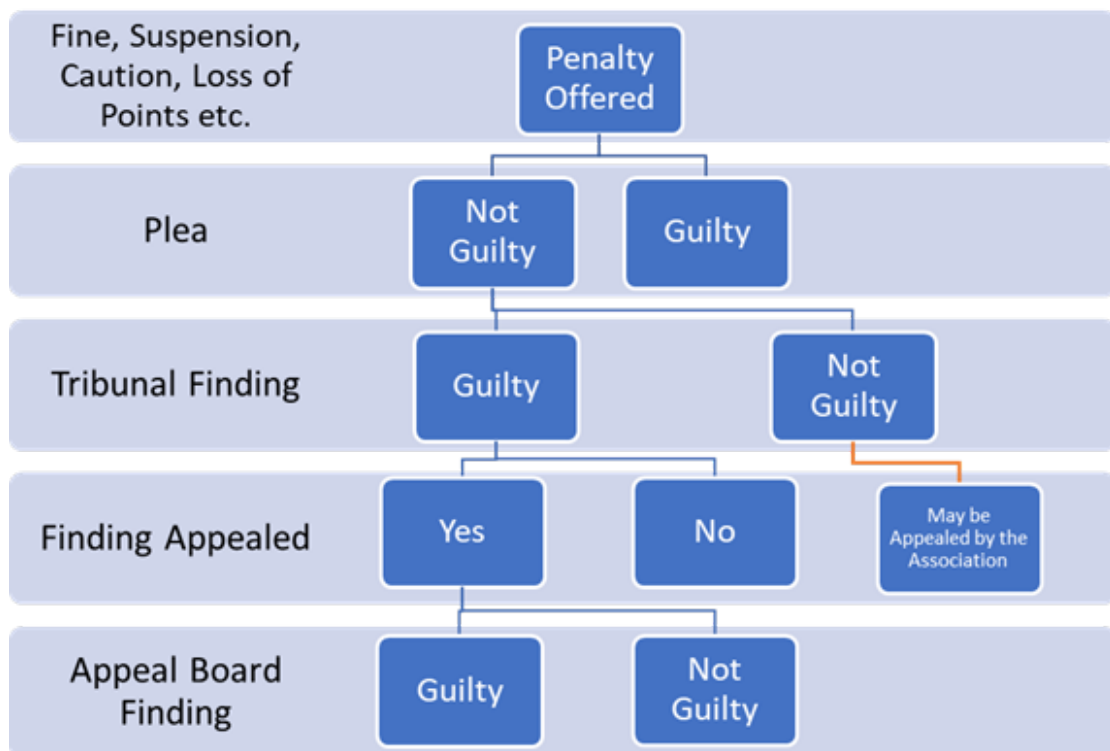 Fine, Suspension,
Caution, Loss of
Points etc.
Penalty
Offered
Plea
Not
Guilty
Guilty
Tribunal Finding
Guilty
Not
Guilty
Finding Appealed
Yes
No
May be
Appealed by the
Association
Appeal Board
Finding
Guilty
Not
Guilty